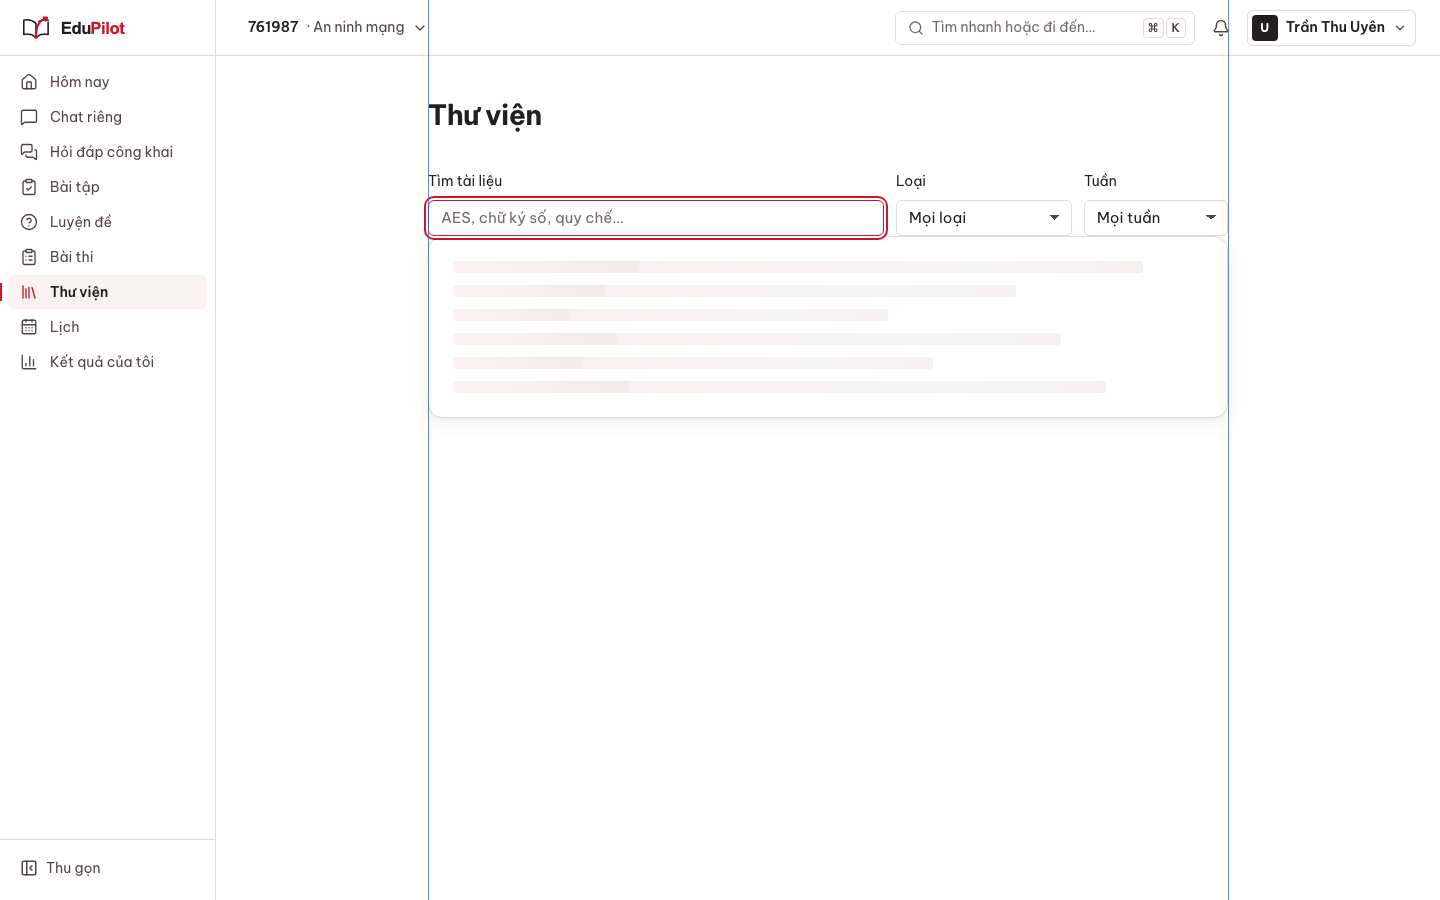 EduPilot
761987 · An ninh mạng
Tìm nhanh hoặc đi đến...
⌘ K
U
Trần Thu Uyên
Hôm nay
Chat riêng
Hỏi đáp công khai
Bài tập
Luyện đề
Bài thi
Thư viện
Lịch
Kết quả của tôi
Thu gọn
Thư viện
Tìm tài liệu
Loại
Tuần
AES, chữ ký số, quy chế...
Mọi loại
Mọi tuần